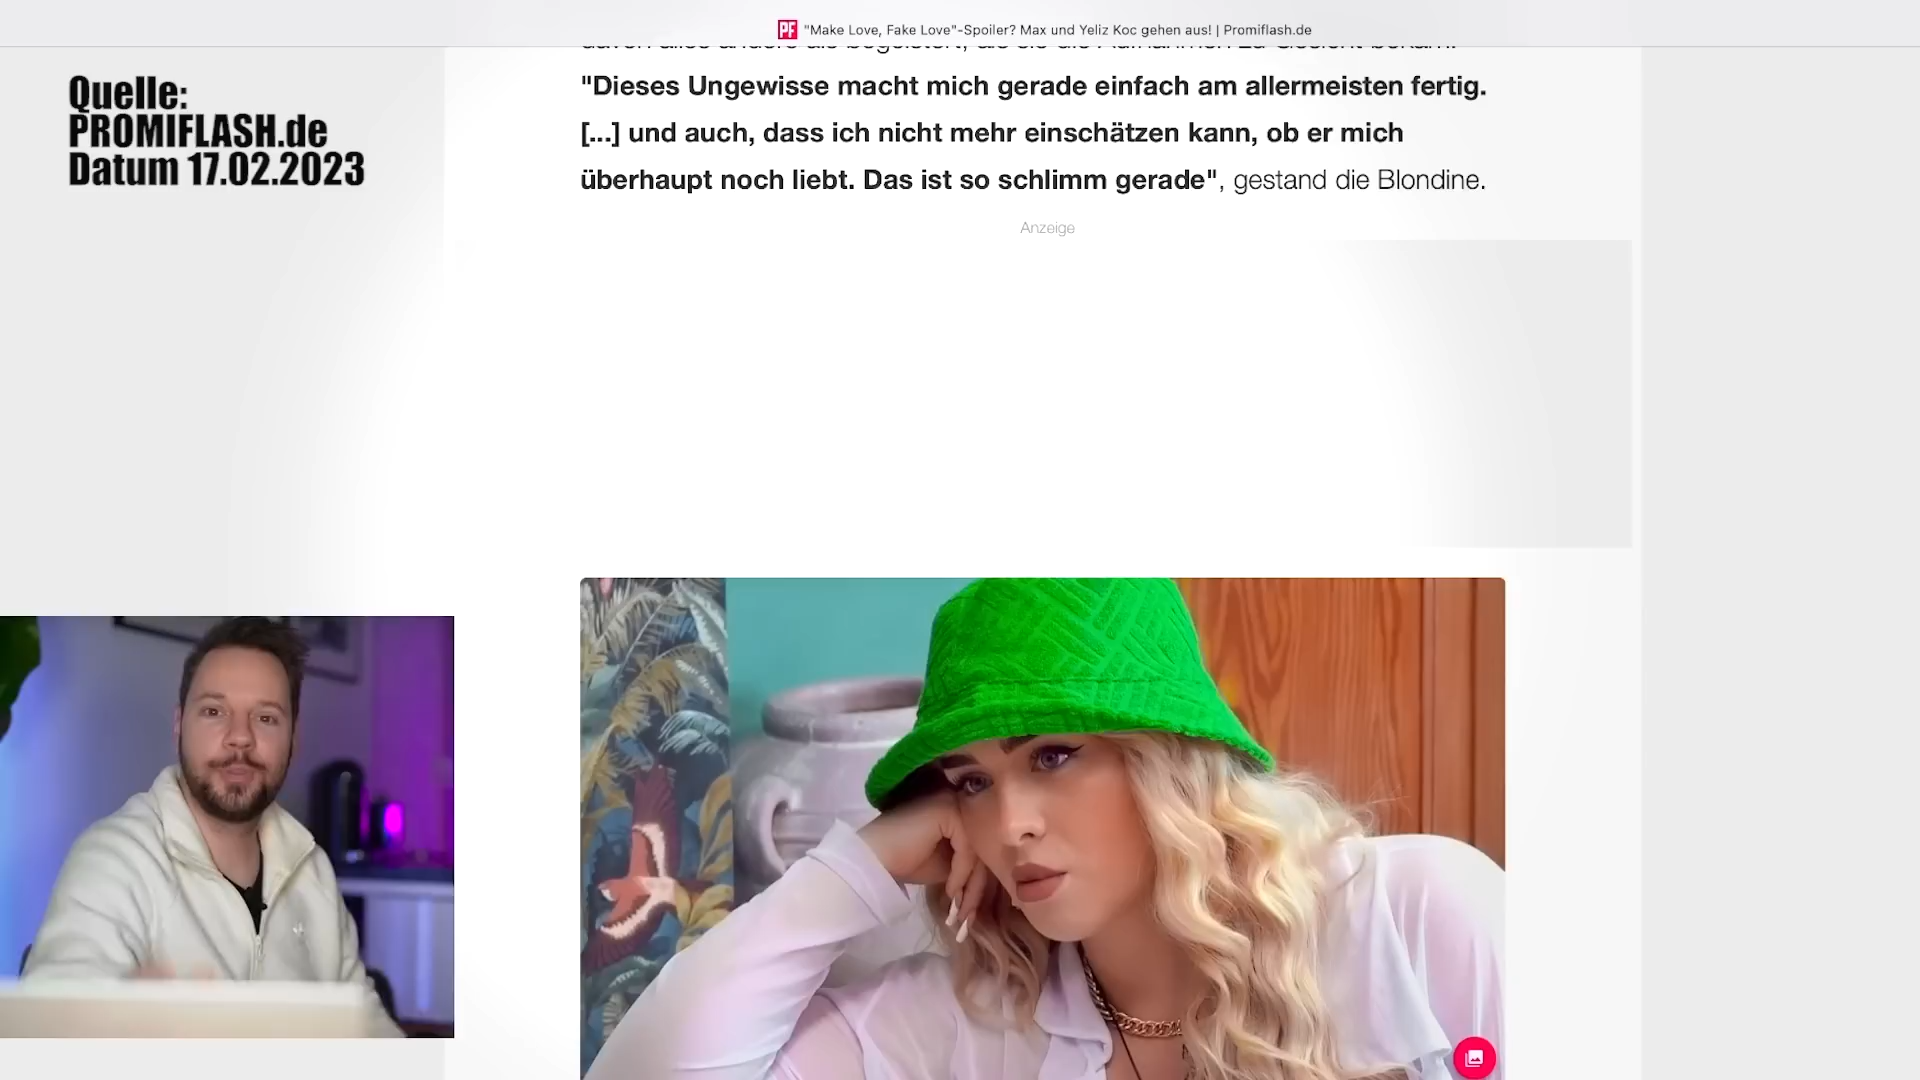 PF "Make Love, Fake Love"-Spoiler? Max und Yeliz Koc gehen aus! | Promiflash.de
Quelle:
PROMIFLASH.de
Datum 17.02.2023
"Dieses Ungewisse macht mich gerade einfach am allermeisten fertig.
[...] und auch, dass ich nicht mehr einschätzen kann, ob er mich
überhaupt noch liebt. Das ist so schlimm gerade", gestand die Blondine.
Anzeige